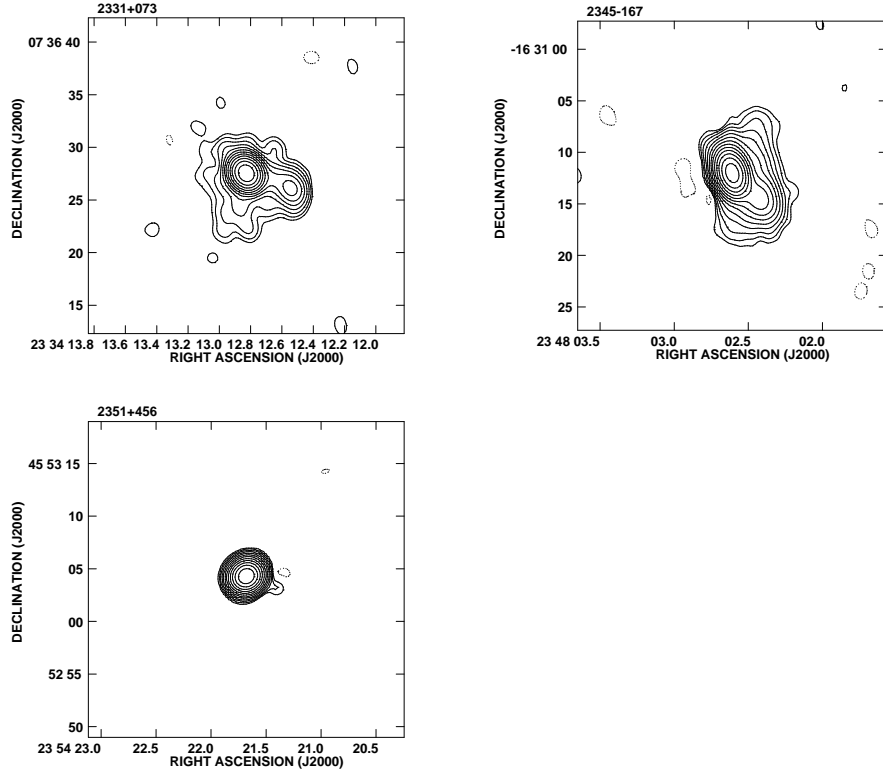 2331+073
DECLINATION (J2000)
07 36 40
35
30
25
20
15
23 34 13.8 13.6 13.4 13.2 13.0 12.8 12.6 12.4 12.2 12.0
RIGHT ASCENSION (J2000)
2345-167
DECLINATION (J2000)
-16 31 00
05
10
15
20
25
23 48 03.5 03.0 02.5 02.0
RIGHT ASCENSION (J2000)
2351+456
DECLINATION (J2000)
45 53 15
10
05
00
52 55
50
23 54 23.0 22.5 22.0 21.5 21.0 20.5
RIGHT ASCENSION (J2000)